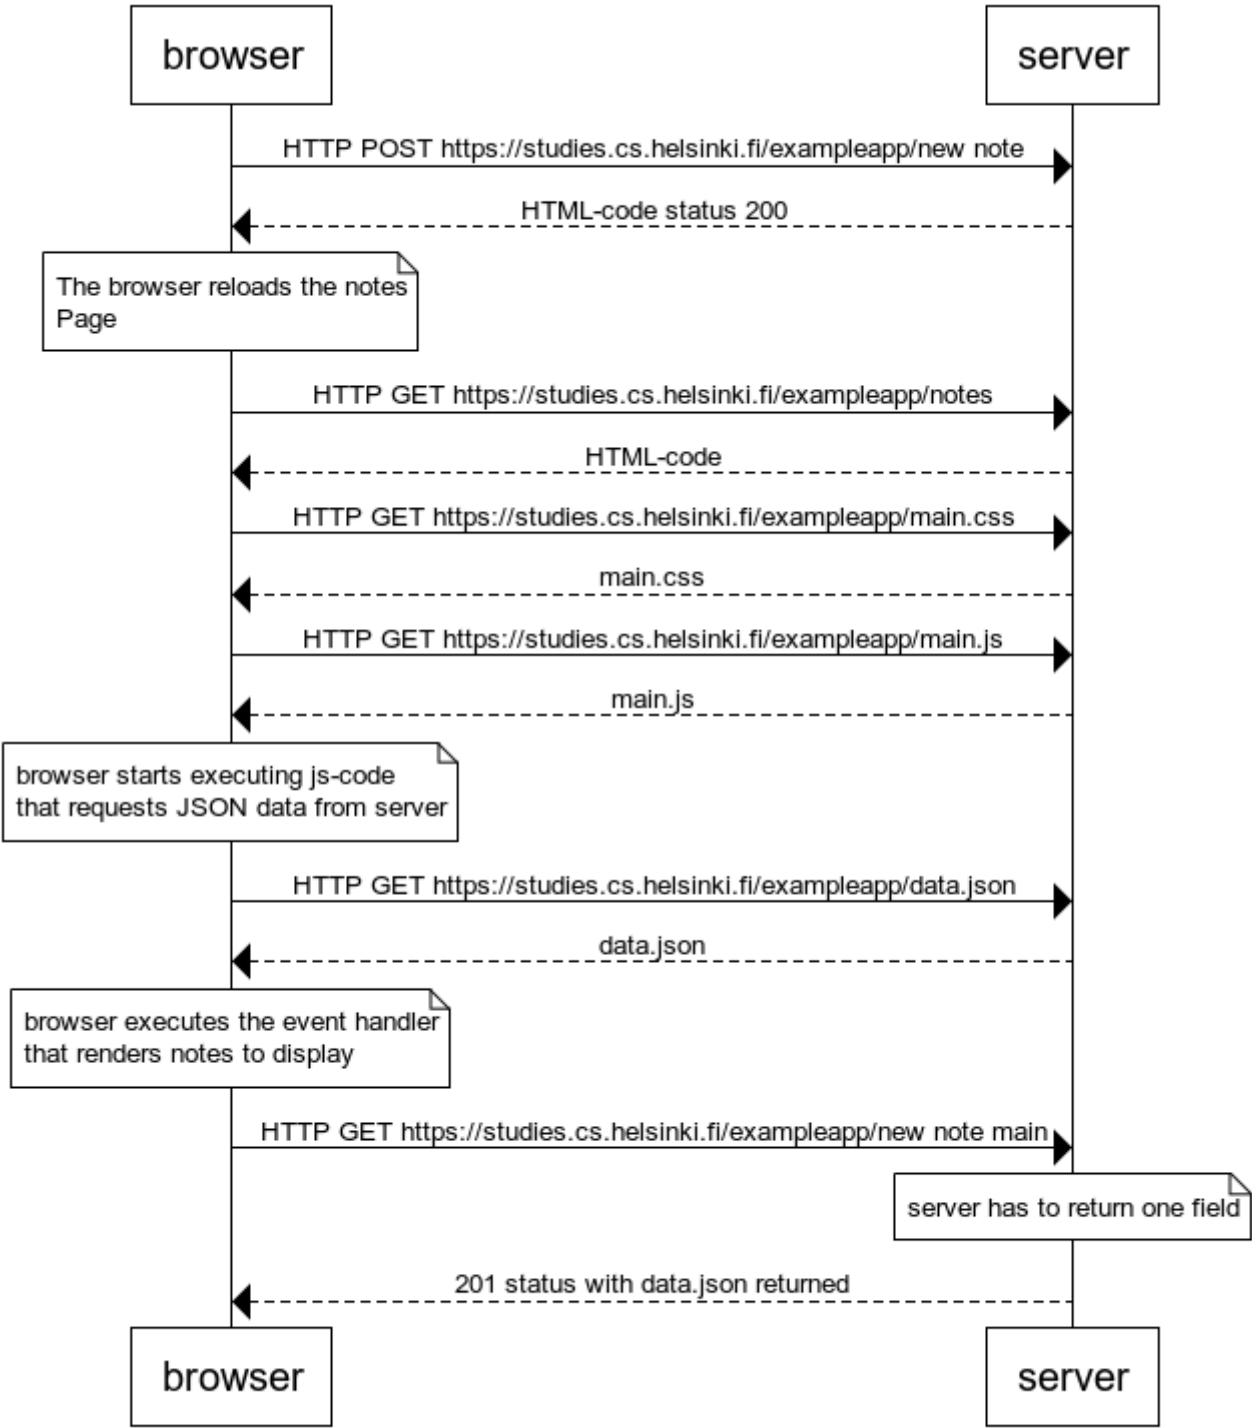 browser
server
HTTP POST https://studies.cs.helsinki.fi/exampleapp/new note
HTML-code status 200
The browser reloads the notes
Page
HTTP GET https://studies.cs.helsinki.fi/exampleapp/notes
HTML-code
HTTP GET https://studies.cs.helsinki.fi/exampleapp/main.css
main.css
HTTP GET https://studies.cs.helsinki.fi/exampleapp/main.js
main.js
browser starts executing js-code
that requests JSON data from server
HTTP GET https://studies.cs.helsinki.fi/exampleapp/data.json
data.json
browser executes the event handler
that renders notes to display
HTTP GET https://studies.cs.helsinki.fi/exampleapp/new note main
server has to return one field
201 status with data.json returned
browser
server